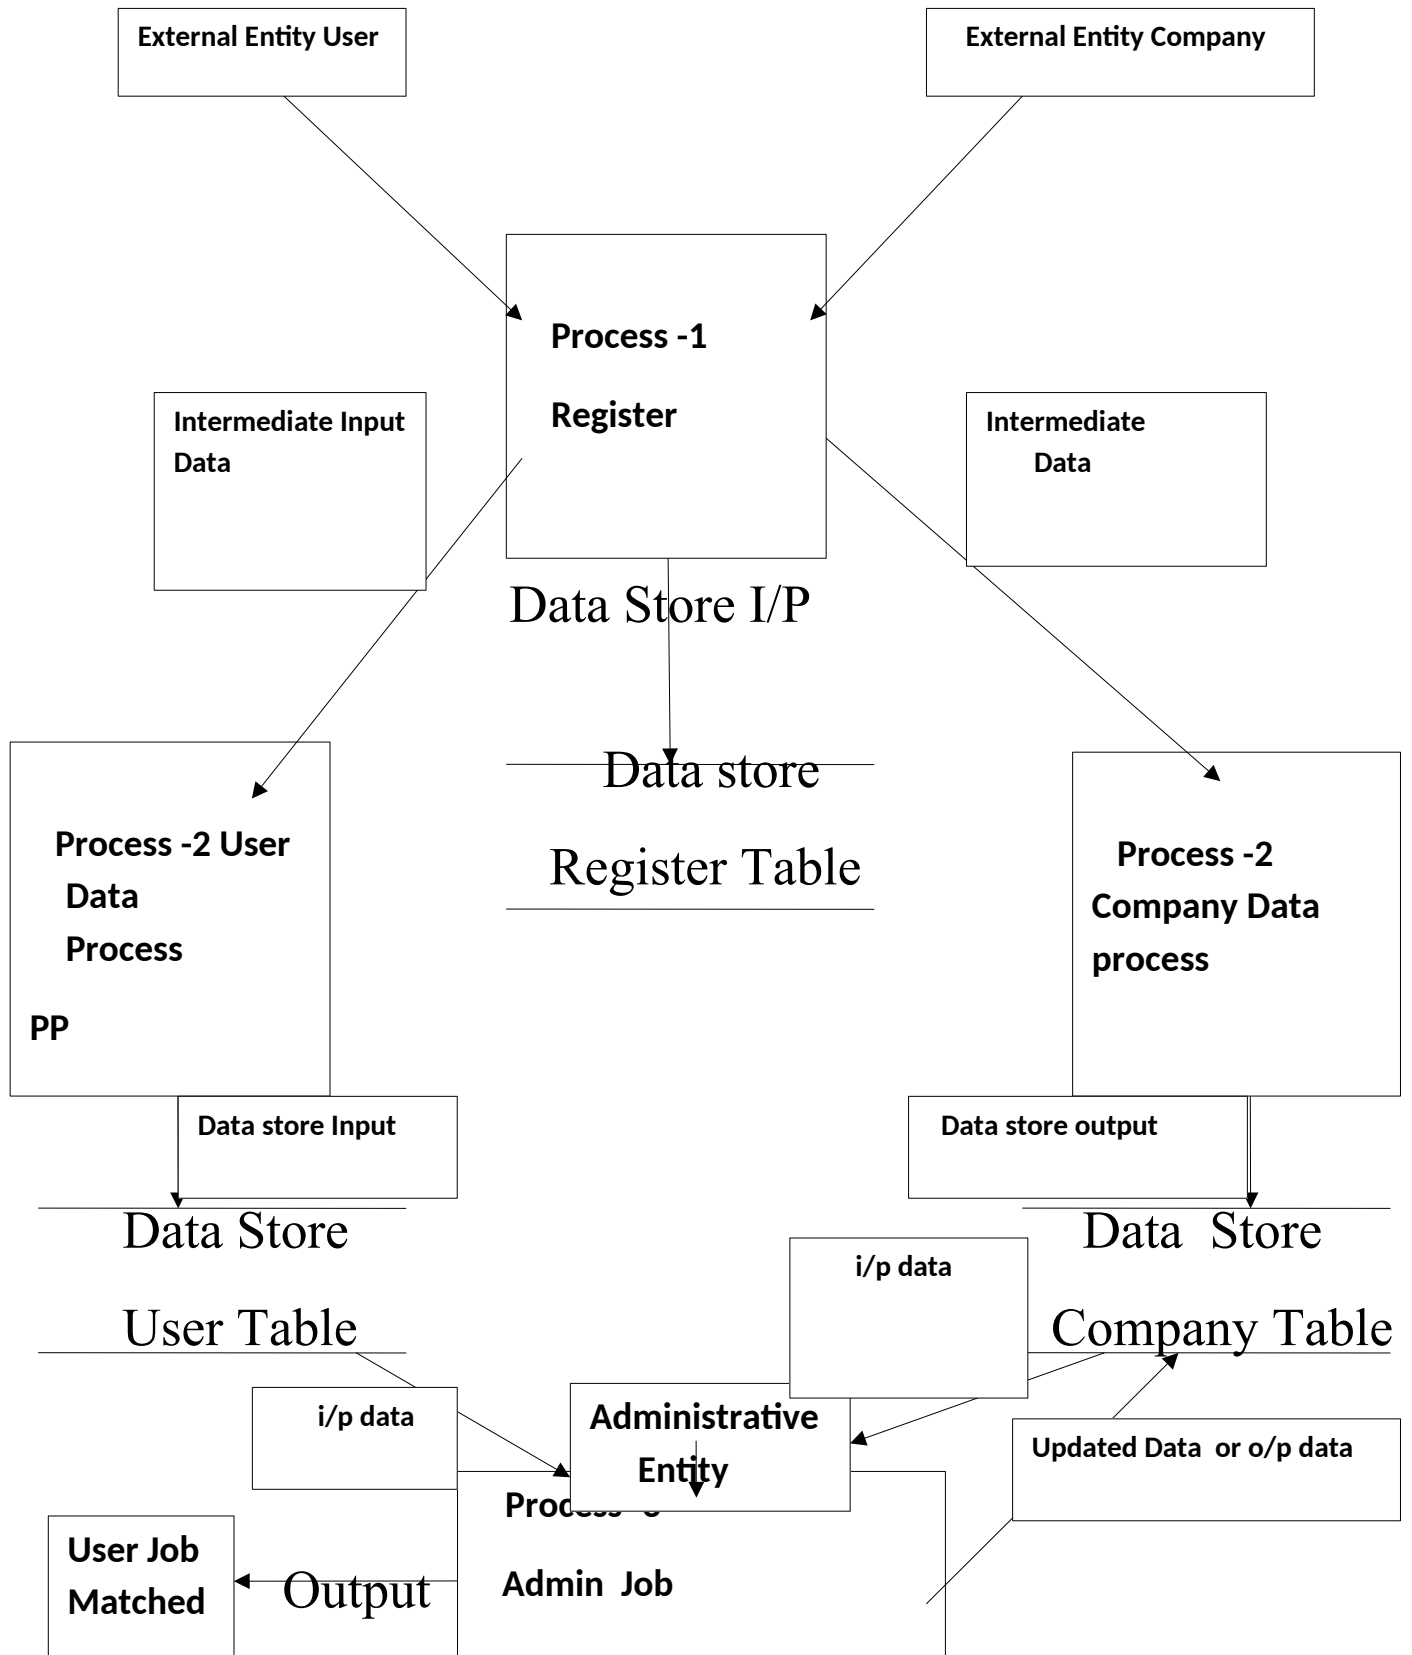 External Entity User
External Entity Company
Process -1
Register
Intermediate Input
Data
Intermediate
Data
Data Store I/P
Data store
Register Table
Process -2 User
Data
Process
PP
Process -2
Company Data
process
Data store Input
Data store output
Data Store
Data  Store
i/p data
User Table
Company Table
i/p data
Administrative
Entity
Updated Data  or o/p data
Process
User Job
Matched
Output
Admin  Job